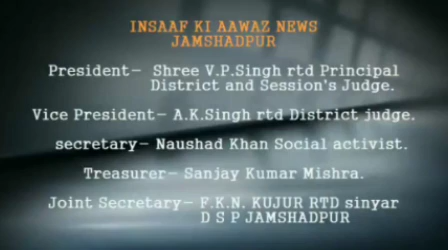 INSAAF KI AAWAZ NEWS
JAMSHADPUR
President- Shree V.P.Singh rtd Principal
District and Session's Judge.
Vice President- A.K.Singh rtd District judge.
secretary- Naushad Khan Social activist.
Treasurer- Sanjay Kumar Mishra.
Joint Secretary- F.K.N. KUJUR RTD sinyar
D S P JAMSHADPUR